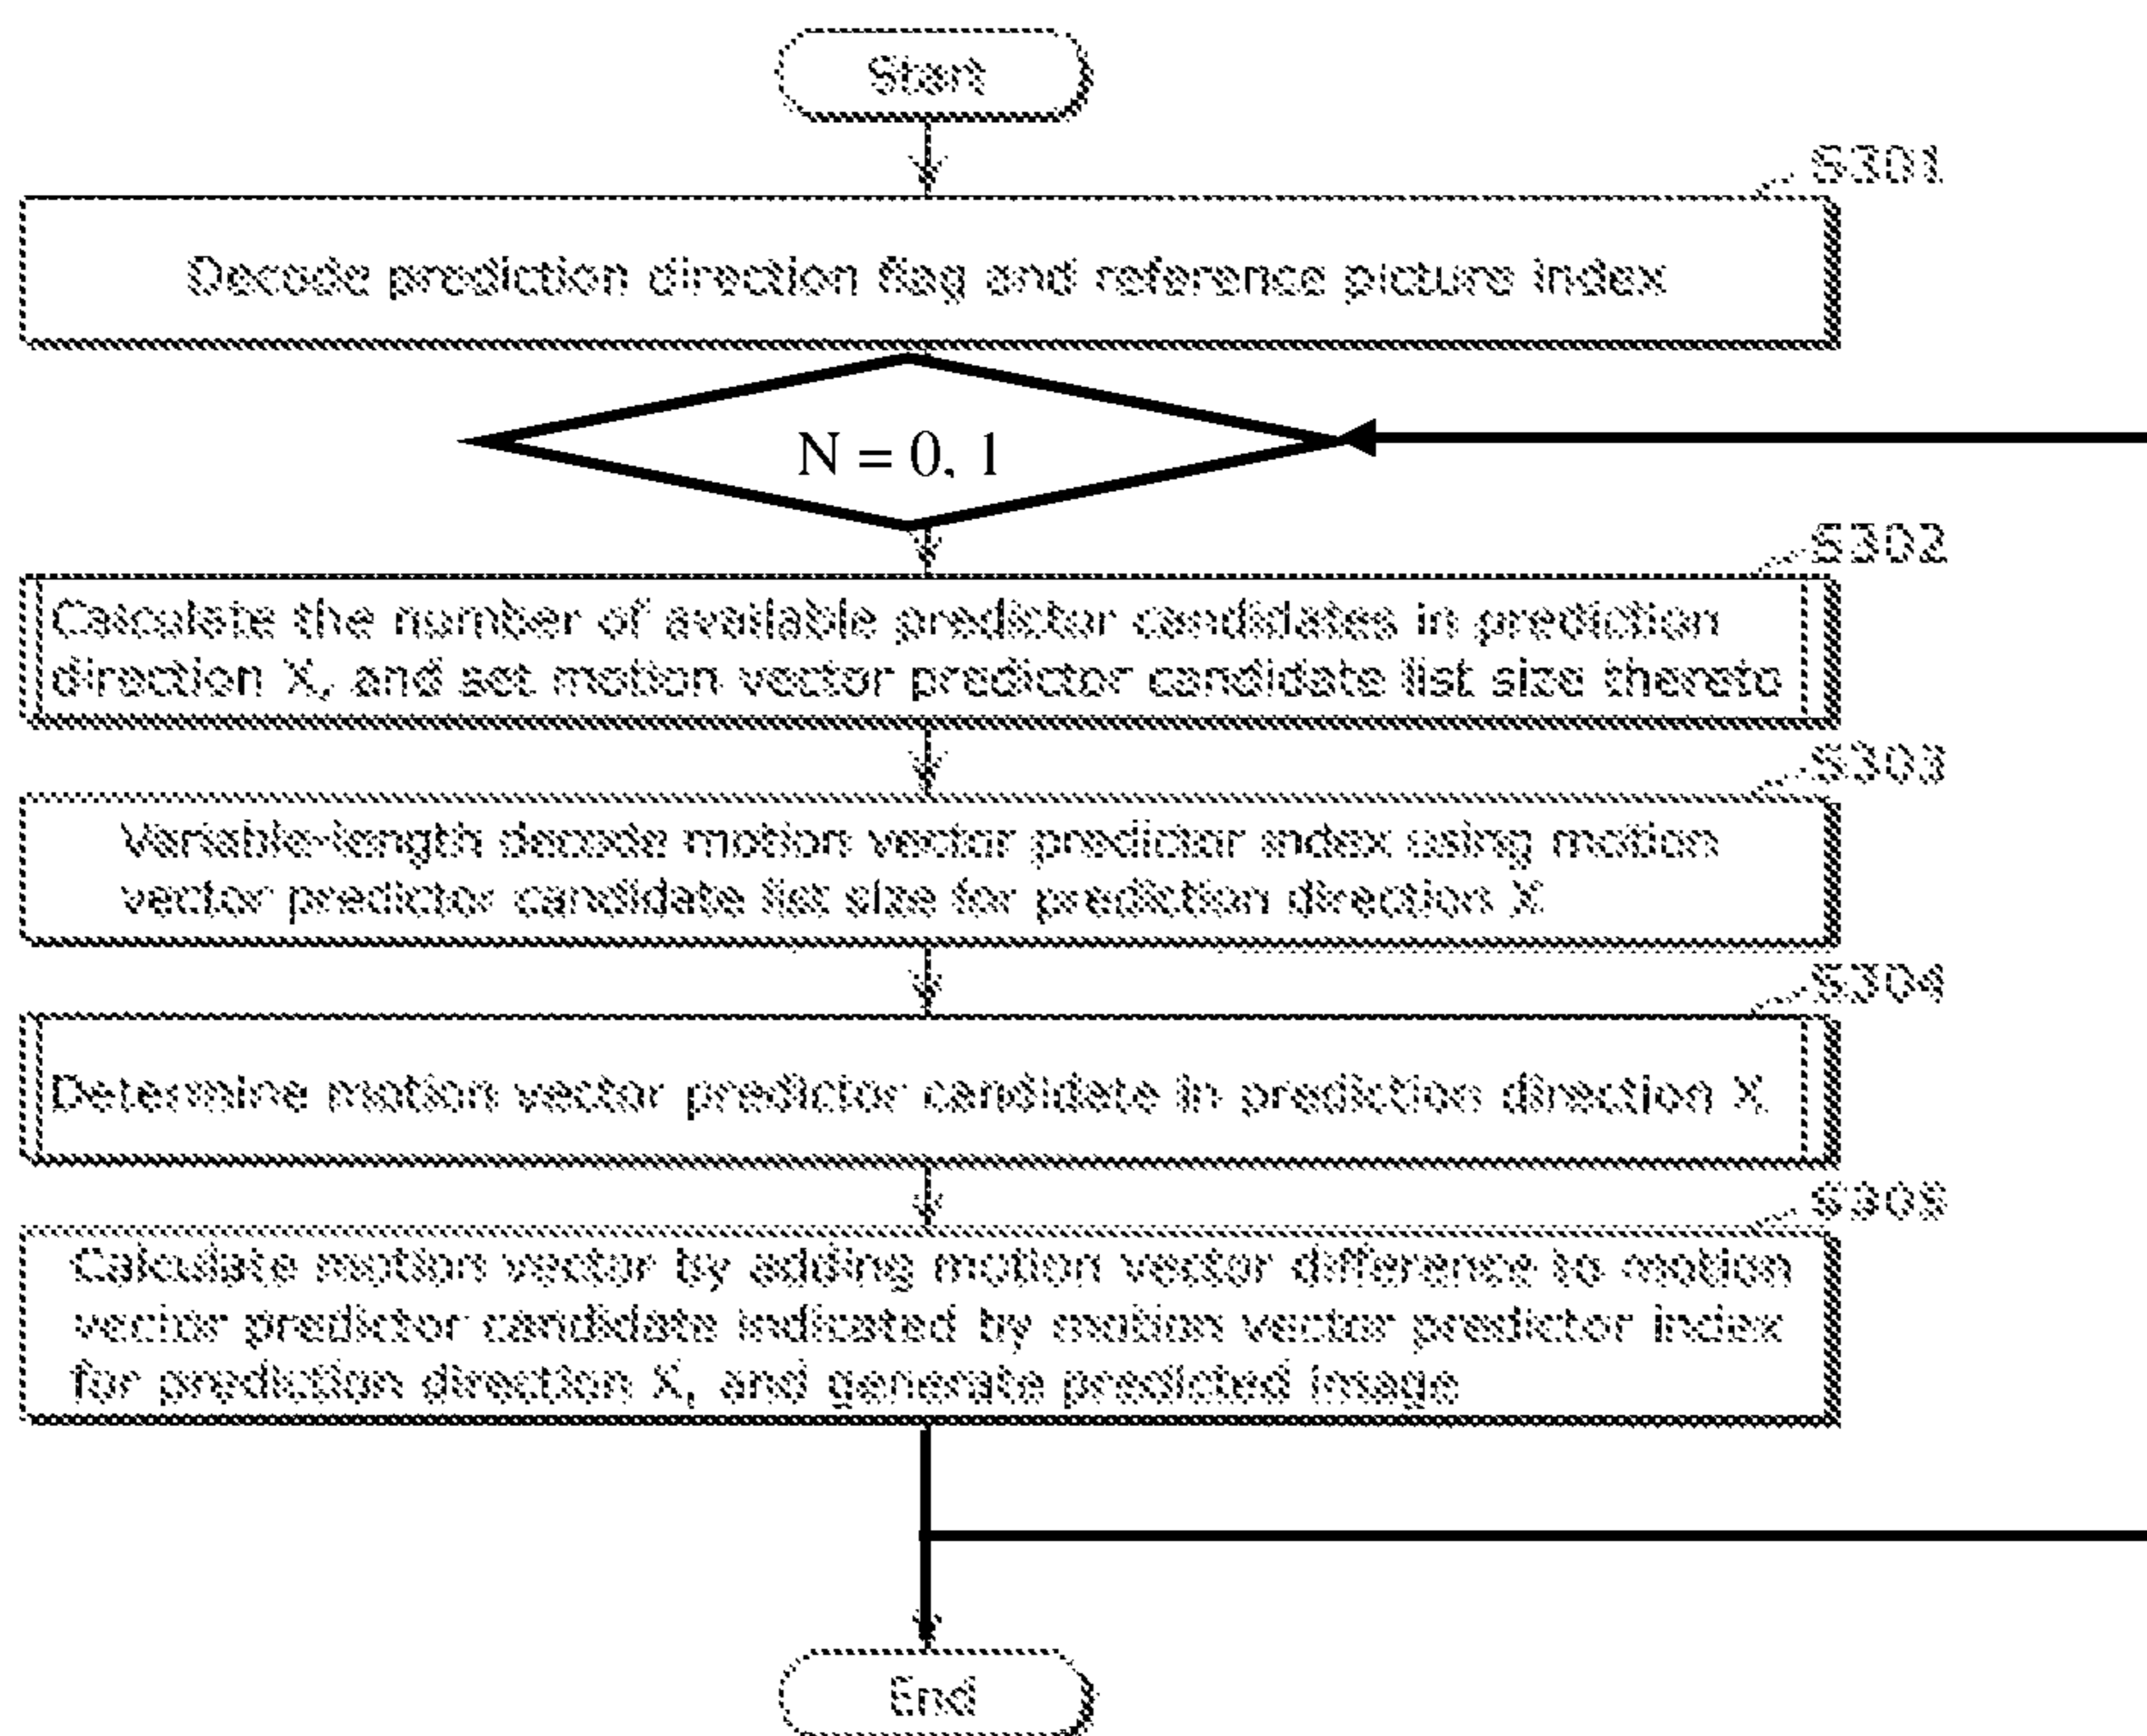 Start
S301
Decode prediction direction flag and reference picture index
N = 0, 1
S302
Calculate the number of available predictor candidates in prediction
direction X, and set motion vector predictor candidate list size thereto
S303
Variable-length decode motion vector predictor index using motion
vector predictor candidate list size for prediction direction X
S304
Determine motion vector predictor candidate in prediction direction X
S305
Calculate motion vector by adding motion vector difference to motion
vector predictor candidate indicated by motion vector predictor index
for prediction direction X, and generate predicted image
End